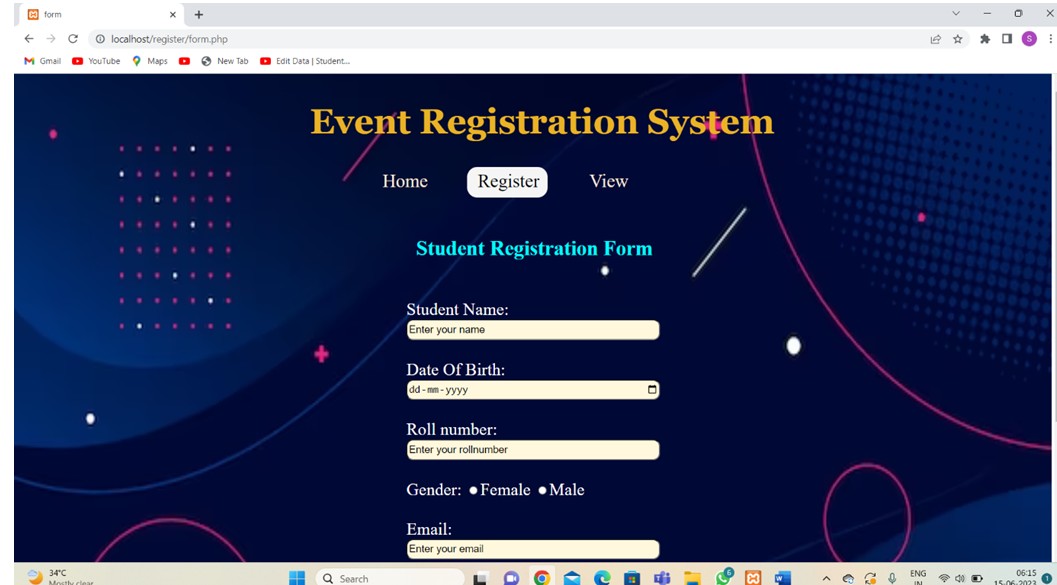 form
localhost/register/form.php
S
Gmail YouTube Maps New Tab Edit Data | Student...
Event Registration System
Home Register View
Student Registration Form
Student Name:
Enter your name
Date Of Birth:
dd-mm-yyyy
Roll number:
Enter your rollnumber
Gender: Female Male
Email:
Enter your email
34°C
Mostly clear
Search
6
ENG
IN
06:15
15-06-2023
1